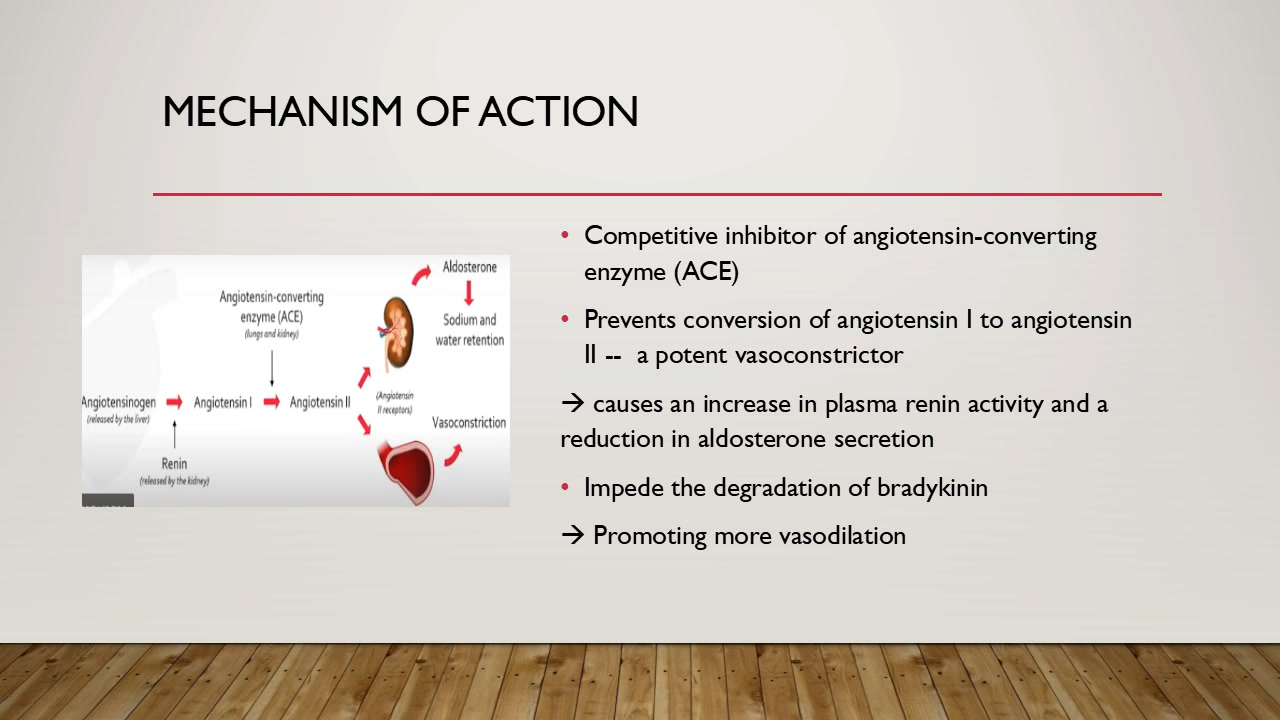 MECHANISM OF ACTION
Aldosterone
Angiotensin-converting
enzyme (ACE)
(lungs and kidney)
Sodium and
water retention
Angiotensinogen
(released by the liver)
Angiotensin I
Angiotensin II
(Angiotensin
II receptors)
Vasoconstriction
Renin
(released by the kidney)
• Competitive inhibitor of angiotensin-converting
enzyme (ACE)
• Prevents conversion of angiotensin I to angiotensin
II -- a potent vasoconstrictor
→ causes an increase in plasma renin activity and a
reduction in aldosterone secretion
• Impede the degradation of bradykinin
→ Promoting more vasodilation